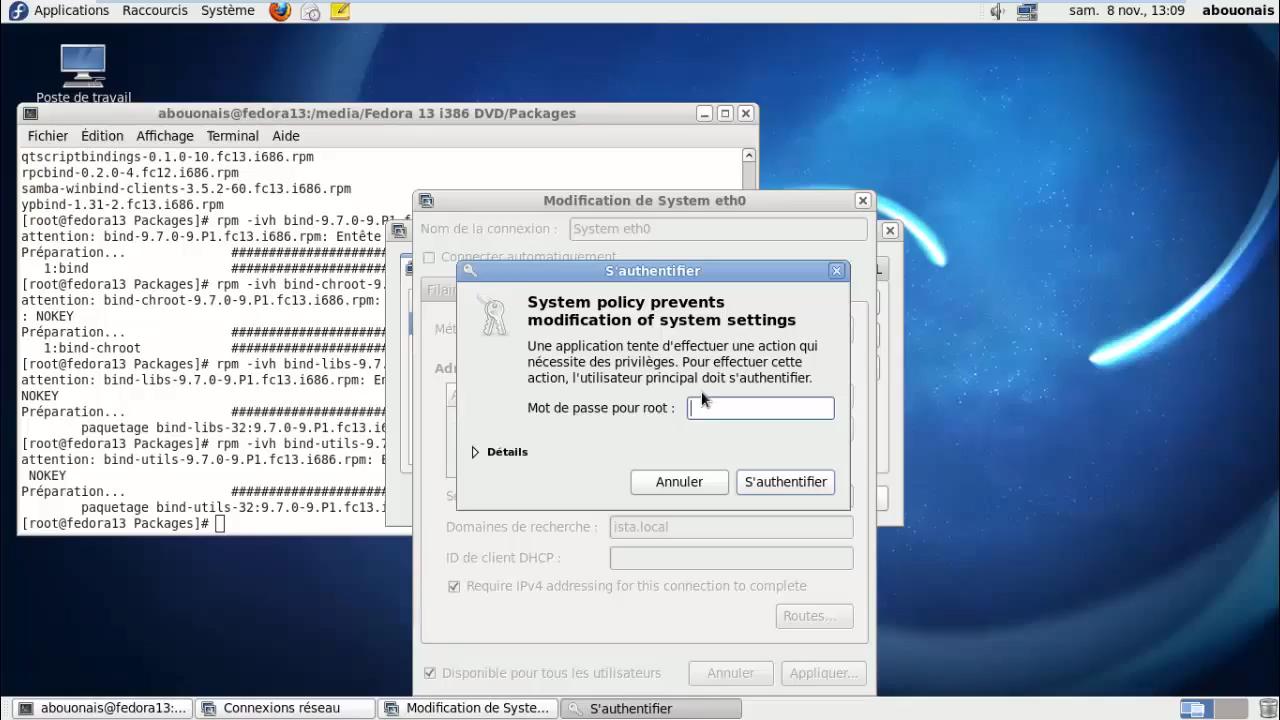 Applications Raccourcis Système sam. 8 nov., 13:09 abouonais
Poste de travail
abouonais@fedora13:/media/Fedora 13 i386 DVD/Packages
Fichier Édition Affichage Terminal Aide
qtscriptbindings-0.1.0-10.fc13.i686.rpm
rpcbind-0.2.0-4.fc12.i686.rpm
samba-winbind-clients-3.5.2-60.fc13.i686.rpm
ypbind-1.31-2.fc13.i686.rpm
[root@fedora13 Packages]# rpm -ivh bind-9.7.0-9.P1.f
attention: bind-9.7.0-9.P1.fc13.i686.rpm: Entête
Préparation... ####################
1:bind ####################
[root@fedora13 Packages]# rpm -ivh bind-chroot-9.
attention: bind-chroot-9.7.0-9.P1.fc13.i686.rpm:
: NOKEY
Préparation... ####################
1:bind-chroot ####################
[root@fedora13 Packages]# rpm -ivh bind-libs-9.7.
attention: bind-libs-9.7.0-9.P1.fc13.i686.rpm: En
NOKEY
paquetage bind-libs-32:9.7.0-9.P1.fc13.i
[root@fedora13 Packages]# rpm -ivh bind-utils-9.7
attention: bind-utils-9.7.0-9.P1.fc13.i686.rpm: E
NOKEY
Préparation... ####################
paquetage bind-utils-32:9.7.0-9.P1.fc13.i
[root@fedora13 Packages]#
Modification de System eth0
Nom de la connexion : System eth0
Connecter automatiquement
S'authentifier
System policy prevents
modification of system settings
Une application tente d'effectuer une action qui
nécessite des privilèges. Pour effectuer cette
action, l'utilisateur principal doit s'authentifier.
Mot de passe pour root :
Détails
Annuler S'authentifier
Domaines de recherche : ista.local
ID de client DHCP :
Require IPv4 addressing for this connection to complete
Routes...
Disponible pour tous les utilisateurs Annuler Appliquer...
abouonais@fedora13:... Connexions réseau Modification de Syste... S'authentifier